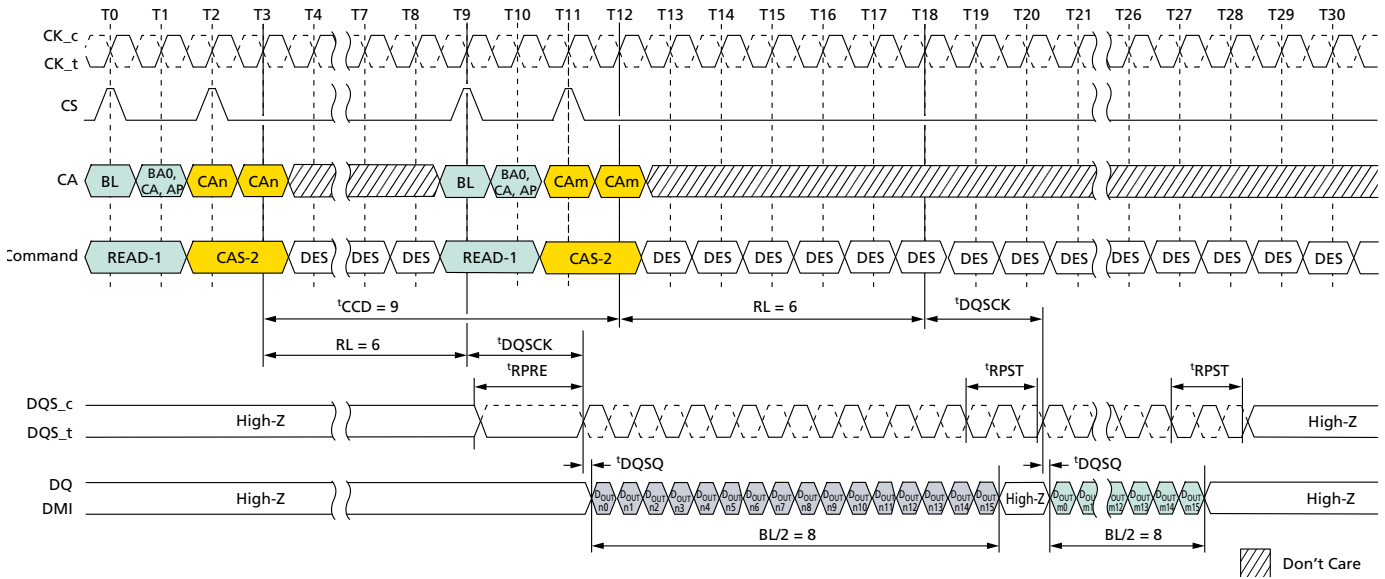 T0 T1 T2 T3 T4 T7 T8 T9 T10 T11 T12 T13 T14 T15 T16 T17 T18 T19 T20 T21 T26 T27 T28 T29 T30
CK_c
CK_t
CS
CA BL BA0, CA, AP CAn CAn BL BA0, CA, AP CAm CAm
Command READ-1 CAS-2 DES DES DES READ-1 CAS-2 DES DES DES DES DES DES DES DES DES DES DES DES DES DES
tCCD = 9 RL = 6 tDQSCK
RL = 6 tDQSCK
tRPRE tRPST tRPST
DQS_c
DQS_t High-Z High-Z
tDQSQ tDQSQ
DQ
DMI High-Z DOUT n0 DOUT n1 DOUT n2 DOUT n3 DOUT n4 DOUT n5 DOUT n6 DOUT n7 DOUT n8 DOUT n9 DOUT n10 DOUT n11 DOUT n12 DOUT n13 DOUT n14 DOUT n15 High-Z DOUT m0 DOUT m1 DOUT m12 DOUT m13 DOUT m14 DOUT m15 High-Z
BL/2 = 8 BL/2 = 8
Don't Care